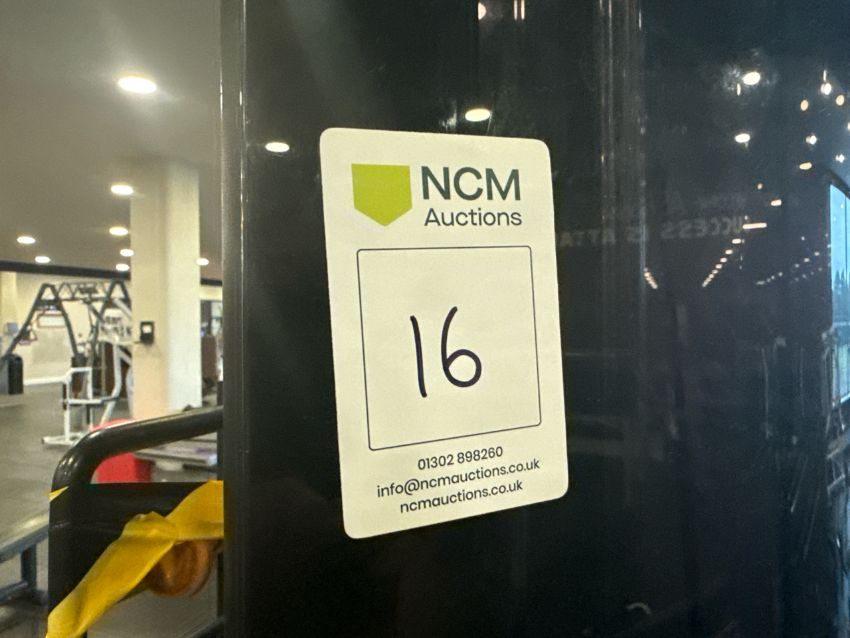 NCM
Auctions
16
01302 898260
info@ncmauctions.co.uk
ncmauctions.co.uk